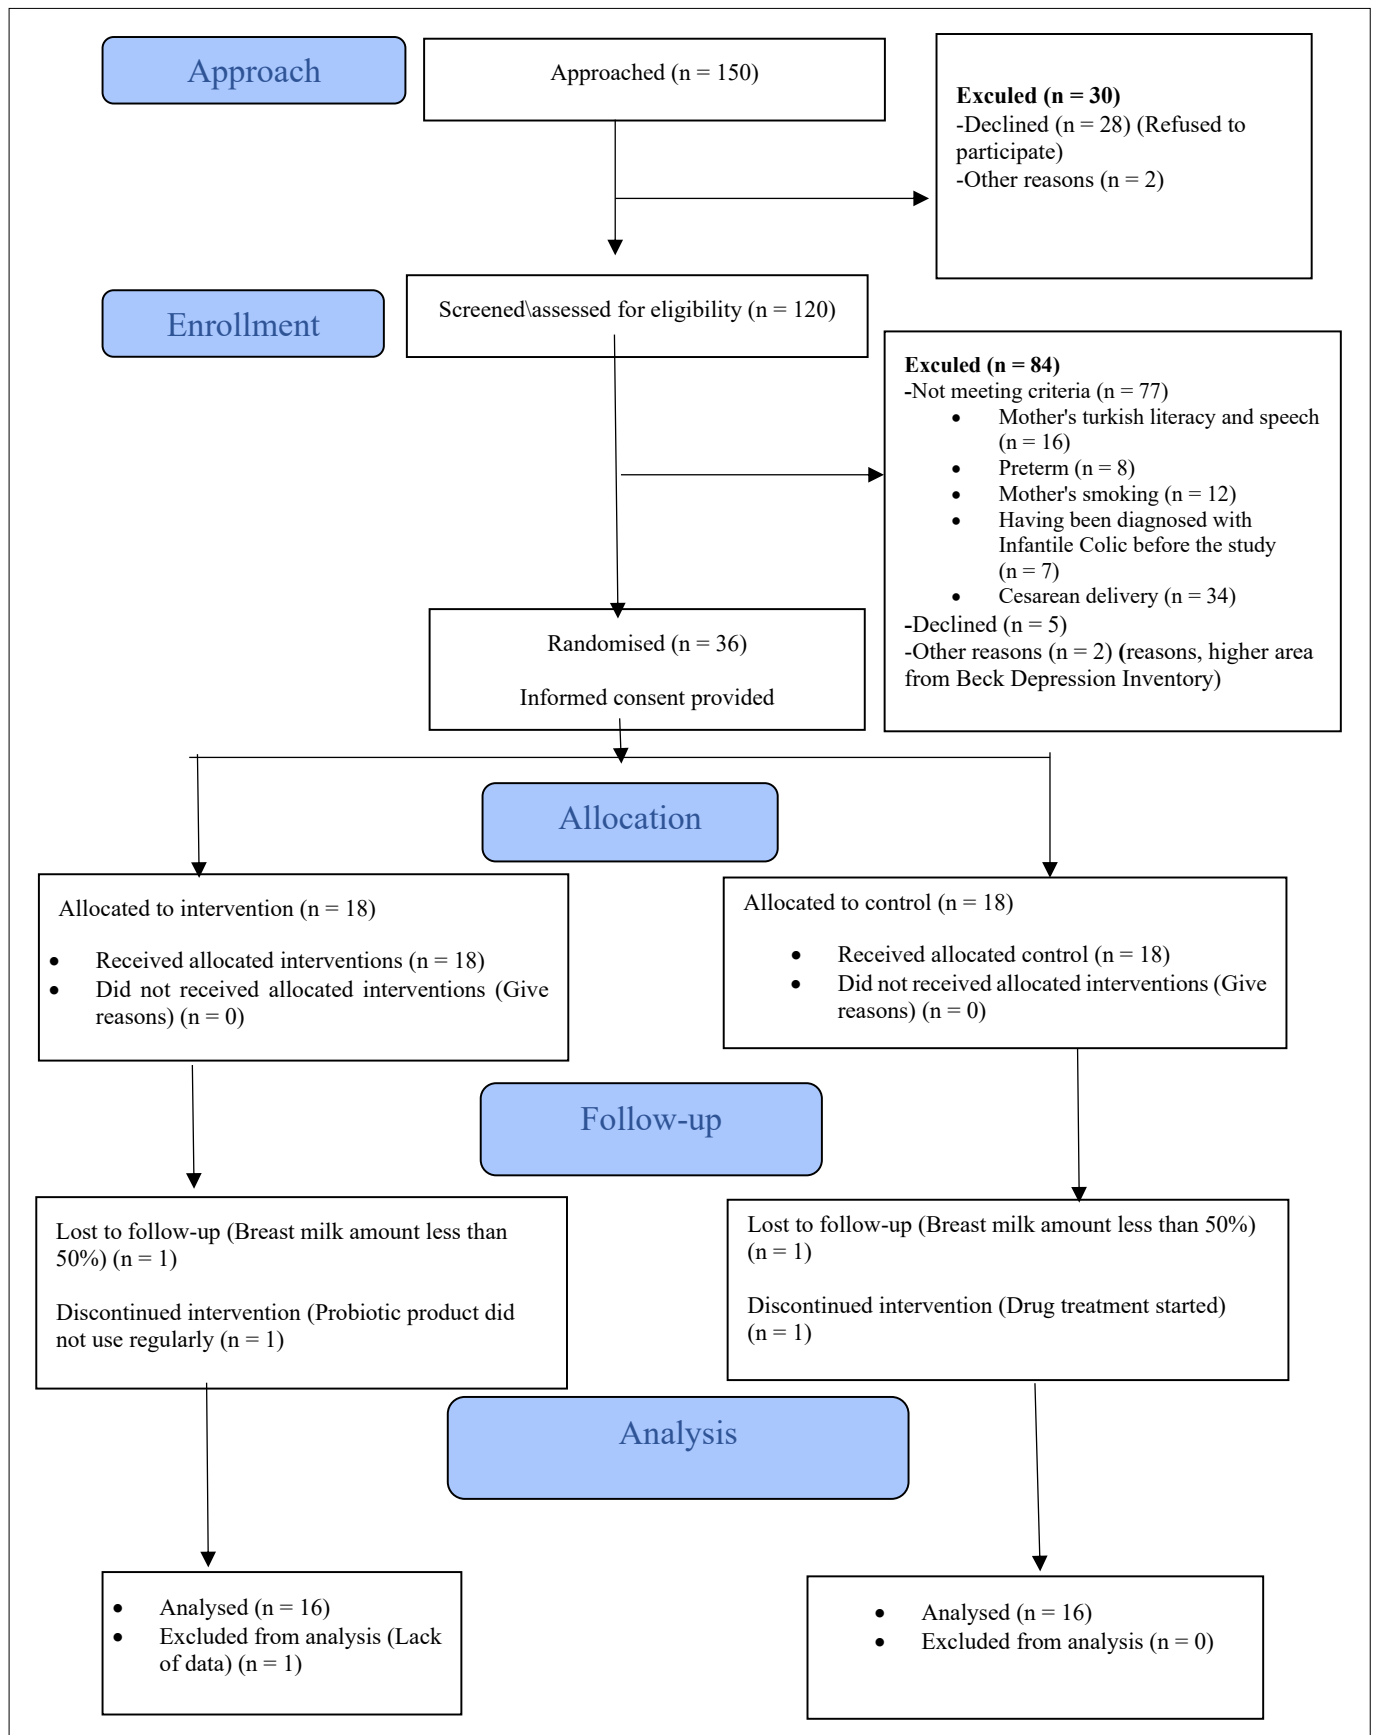 Approach
Approached (n = 150)
Exculed (n = 30)
-Declined (n = 28) (Refused to
participate)
-Other reasons (n = 2)
Enrollment
Screened\assessed for eligibility (n = 120)
Exculed (n = 84)
-Not meeting criteria (n = 77)
• Mother's turkish literacy and speech
(n = 16)
• Preterm (n = 8)
• Mother's smoking (n = 12)
• Having been diagnosed with
Infantile Colic before the study
(n = 7)
• Cesarean delivery (n = 34)
-Declined (n = 5)
-Other reasons (n = 2) (reasons, higher area
from Beck Depression Inventory)
Randomised (n = 36)
Informed consent provided
Allocation
Allocated to intervention (n = 18)
• Received allocated interventions (n = 18)
• Did not received allocated interventions (Give
reasons) (n = 0)
Allocated to control (n = 18)
• Received allocated control (n = 18)
• Did not received allocated interventions (Give
reasons) (n = 0)
Follow-up
Lost to follow-up (Breast milk amount less than
50%) (n = 1)
Discontinued intervention (Probiotic product did
not use regularly (n = 1)
Lost to follow-up (Breast milk amount less than 50%)
(n = 1)
Discontinued intervention (Drug treatment started)
(n = 1)
Analysis
• Analysed (n = 16)
• Excluded from analysis (Lack
of data) (n = 1)
• Analysed (n = 16)
• Excluded from analysis (n = 0)